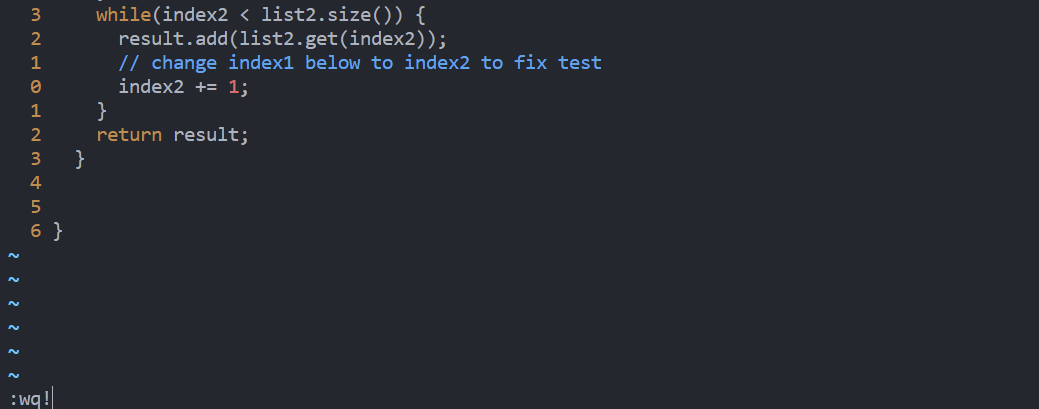 3     while(index2 < list2.size()) {
2       result.add(list2.get(index2));
1       // change index1 below to index2 to fix test
0       index2 += 1;
1     }
2     return result;
3   }
4
5
6 }
~
~
~
~
~
~
:wq!